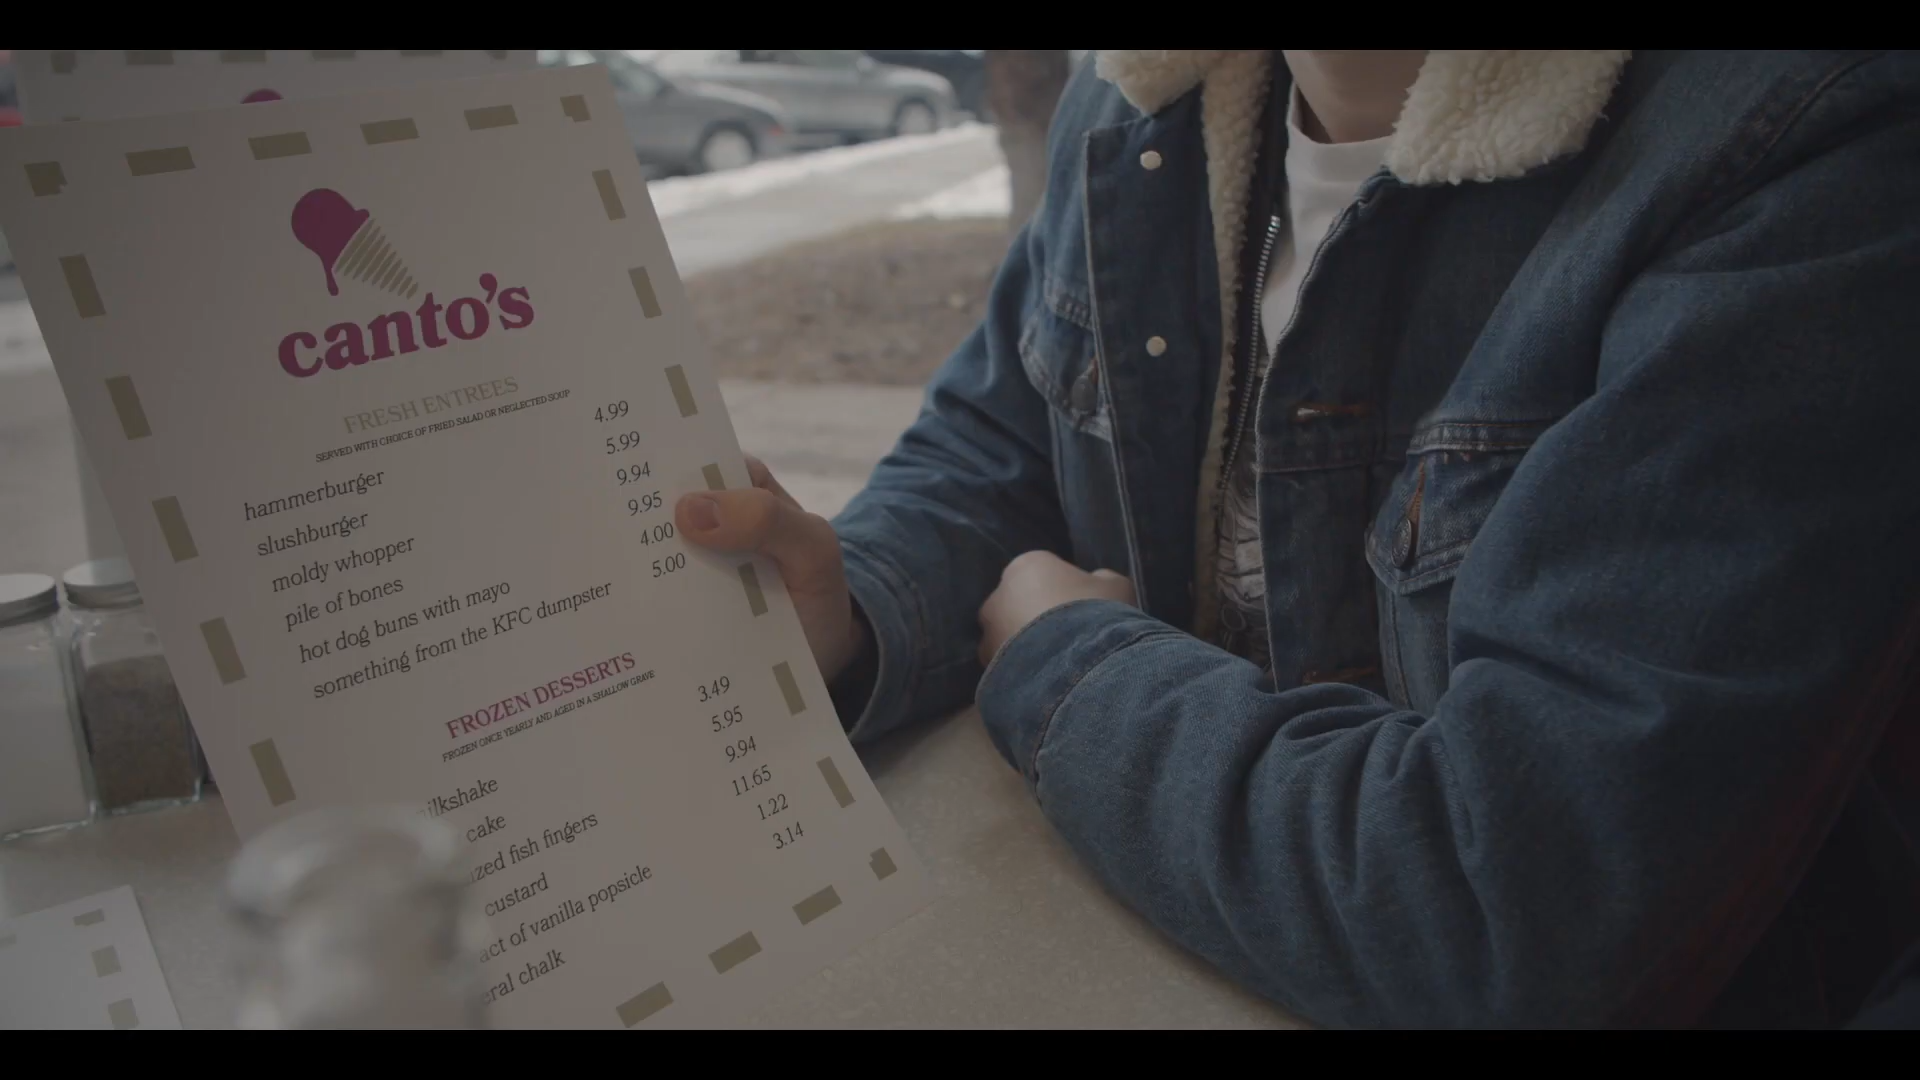 canto's
FRESH ENTREES
SERVED WITH CHOICE OF FRIED SALAD OR NEGLECTED SOUP
hammerburger 4.99
slushburger 5.99
moldy whopper 9.94
pile of bones 9.95
hot dog buns with mayo 4.00
something from the KFC dumpster 5.00
FROZEN DESSERTS
FROZEN ONCE YEARLY AND AGED IN A SHALLOW GRAVE
ilkshake 3.49
cake 5.95
fish fingers 9.94
custard 11.65
act of vanilla popsicle 1.22
eral chalk 3.14